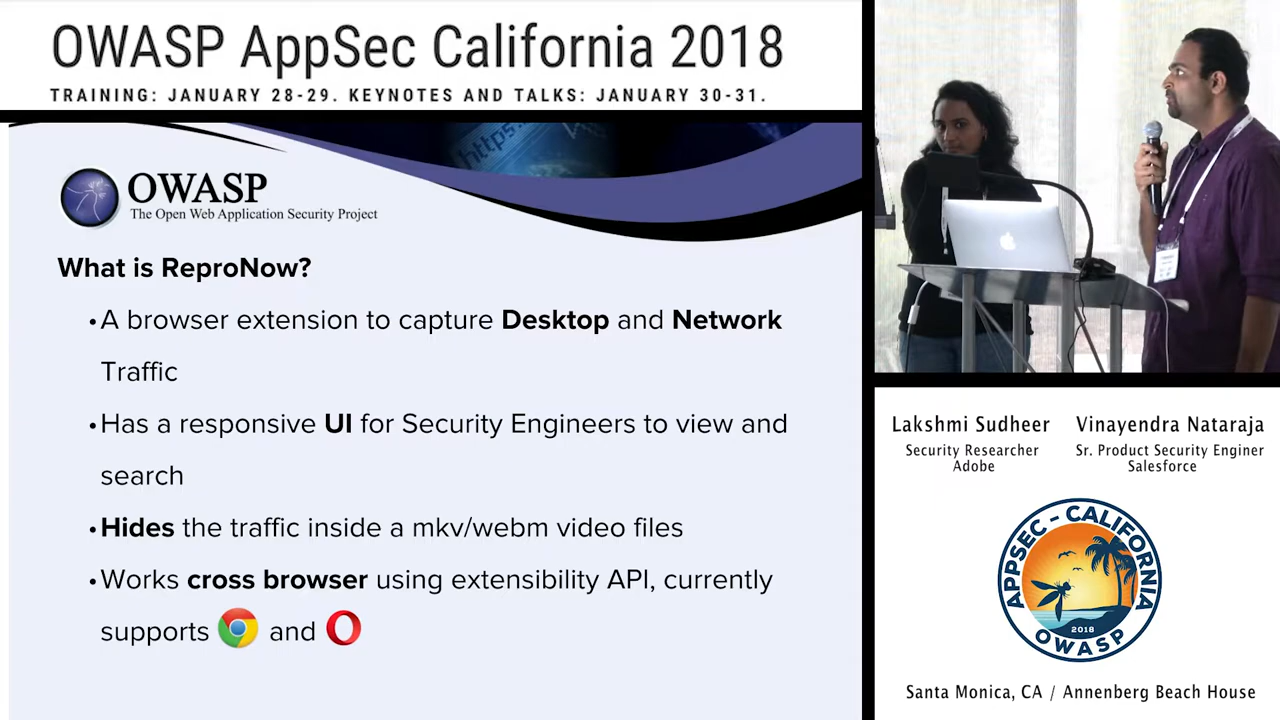 OWASP AppSec California 2018
TRAINING: JANUARY 28-29. KEYNOTES AND TALKS: JANUARY 30-31.
https:
OWASP
The Open Web Application Security Project
What is ReproNow?
•A browser extension to capture Desktop and Network
Traffic
•Has a responsive UI for Security Engineers to view and
search
•Hides the traffic inside a mkv/webm video files
•Works cross browser using extensibility API, currently
supports and
Lakshmi Sudheer
Security Researcher
Adobe
Vinayendra Nataraja
Sr. Product Security Enginer
Salesforce
APPSEC - CALIFORNIA
2018
OWASP
Santa Monica, CA / Annenberg Beach House